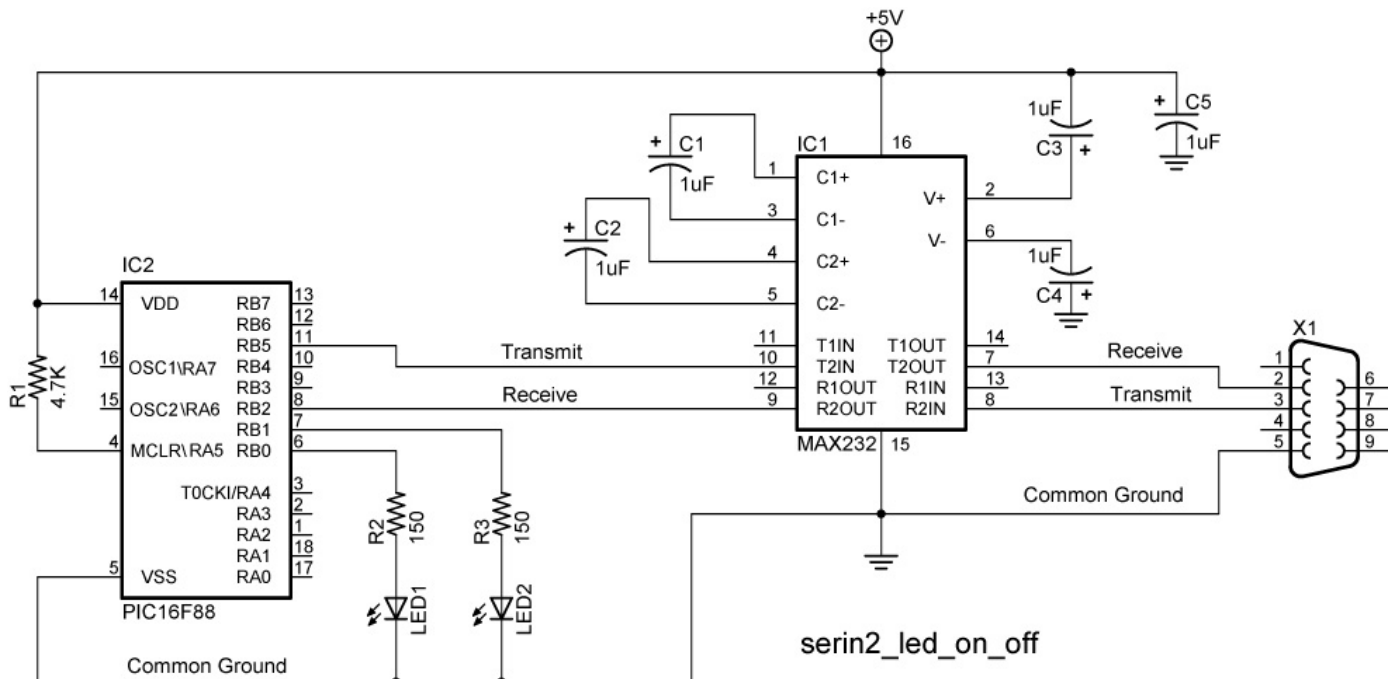 +5V
1uF
C3
+
+
C5
1uF
IC1
16
+
C1
1uF
1
C1+
3
C1-
V+
2
+
C2
1uF
4
C2+
V-
6
5
C2-
1uF
C4
+
IC2
14
VDD
RB7
13
RB6
12
RB5
11
16
OSC1\RA7
RB4
10
RB3
9
15
OSC2\RA6
RB2
8
RB1
7
4
MCLR\RA5
RB0
6
T0CKI/RA4
3
RA3
2
RA2
1
RA1
18
5
VSS
RA0
17
PIC16F88
R1
4.7K
Transmit
Receive
11
T1IN
T1OUT
14
10
T2IN
T2OUT
7
12
R1OUT
R1IN
13
9
R2OUT
R2IN
8
MAX232
15
Receive
Transmit
X1
1
2
3
4
5
6
7
8
9
Common Ground
R2
150
R3
150
LED1
LED2
Common Ground
serin2_led_on_off